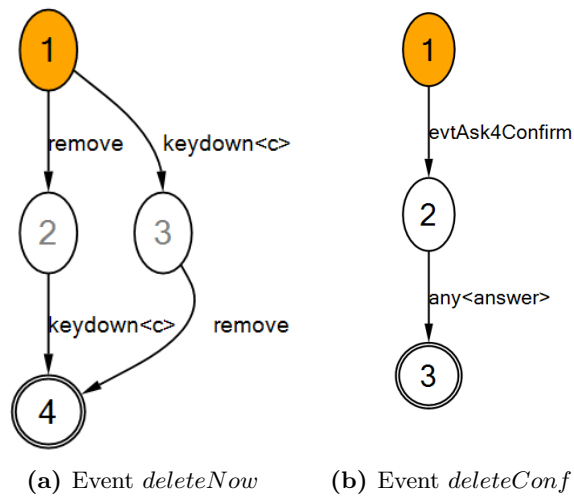 1
remove
keydown<c>
2
3
keydown<c>
remove
4
(a) Event deleteNow
1
evtAsk4Confirm
2
any<answer>
3
(b) Event deleteConf